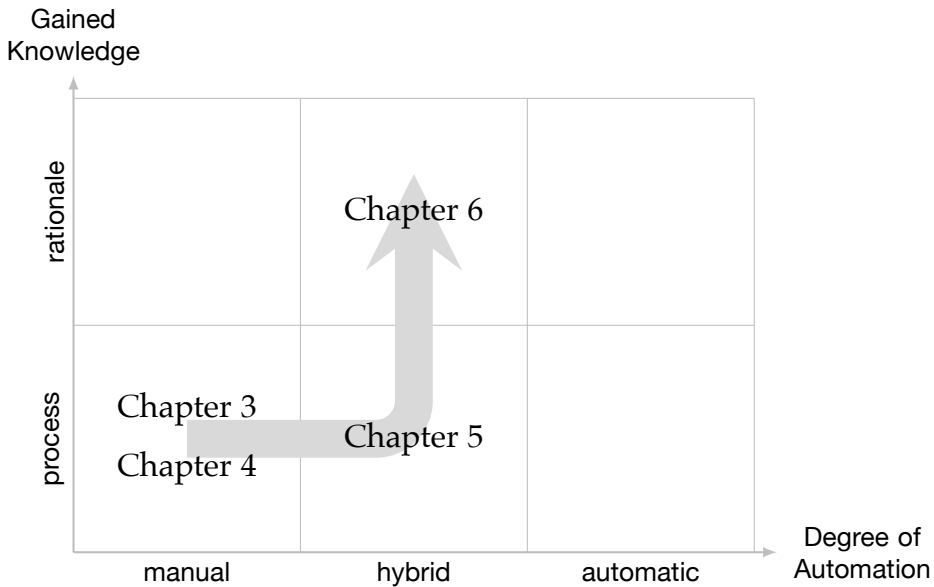 Gained
Knowledge
rationale
Chapter 6
process
Chapter 3
Chapter 5
Chapter 4
manual
hybrid
automatic
Degree of
Automation